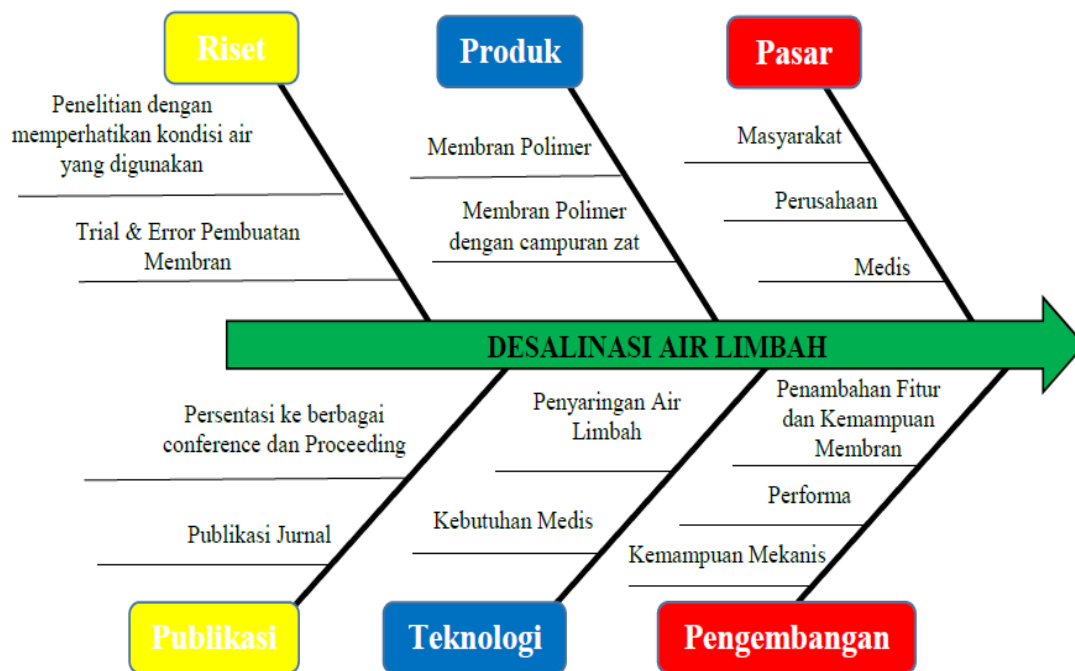 Riset
Produk
Pasar
Penelitian dengan
memperhatikan kondisi air
yang digunakan
Trial & Error Pembuatan
Membran
Membran Polimer
Membran Polimer
dengan campuran zat
Masyarakat
Perusahaan
Medis
DESALINASI AIR LIMBAH
Persentasi ke berbagai
conference dan Proceeding
Publikasi Jurnal
Penyaringan Air
Limbah
Kebutuhan Medis
Penambahan Fitur
dan Kemampuan
Membran
Performa
Kemampuan Mekanis
Publikasi
Teknologi
Pengembangan